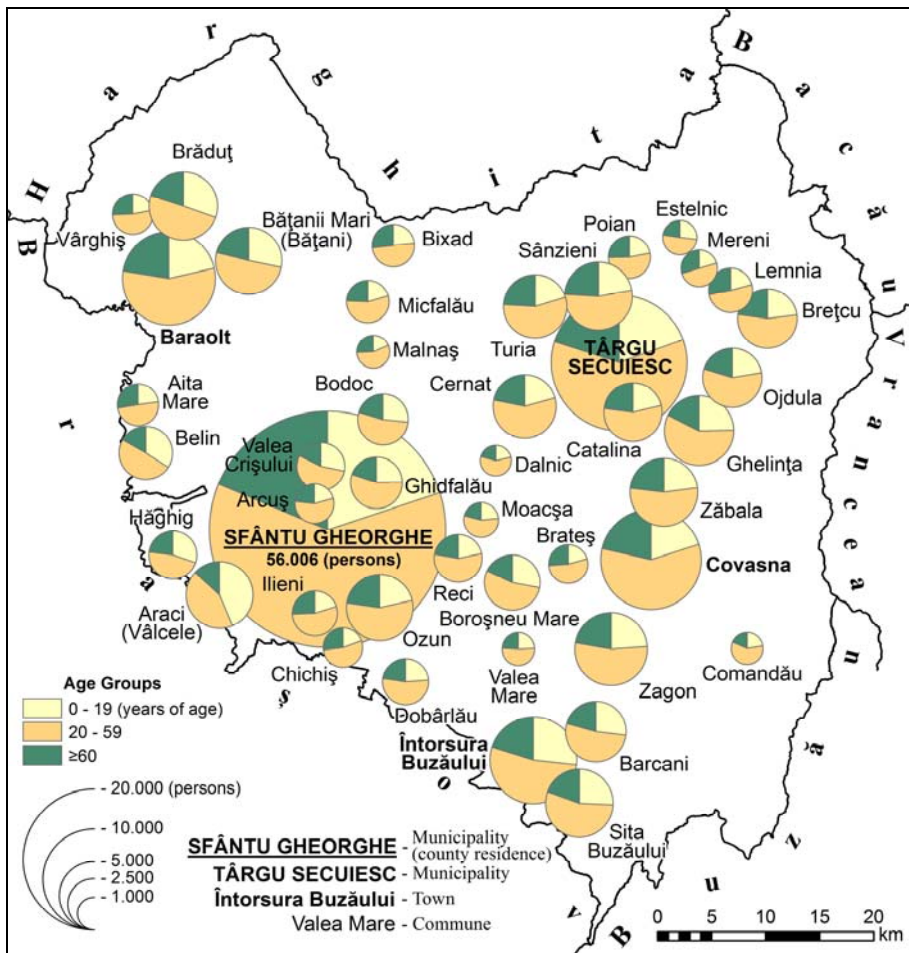 H a r g h i t a
B a c ă u
V r a n c e a
B u z ă u
B r a ş o v
Brăduţ
Vârghiş
Băţanii Mari
(Băţani)
Baraolt
Bixad
Micfalău
Malnaş
Bodoc
Aita
Mare
Belin
Hăghig
Araci
(Vâlcele)
Valea
Crişului
Arcuş
Ghidfalău
SFÂNTU GHEORGHE
56.006 (persons)
Ilieni
Ozun
Chichiş
Dobârlău
Estelnic
Poian
Mereni
Sânzieni
Lemnia
Breţcu
Turia
TÂRGU
SECUIESC
Cernat
Ojdula
Catalina
Ghelinţa
Dalnic
Moacşa
Zăbala
Brateş
Covasna
Reci
Boroşneu Mare
Valea
Mare
Zagon
Comandău
Întorsura
Buzăului
Barcani
Sita
Buzăului
Age Groups
0 - 19 (years of age)
20 - 59
≥60
- 20.000 (persons)
- 10.000
- 5.000
- 2.500
- 1.000
SFÂNTU GHEORGHE - Municipality
(county residence)
TÂRGU SECUIESC - Municipality
Întorsura Buzăului - Town
Valea Mare - Commune
0 5 10 15 20
km